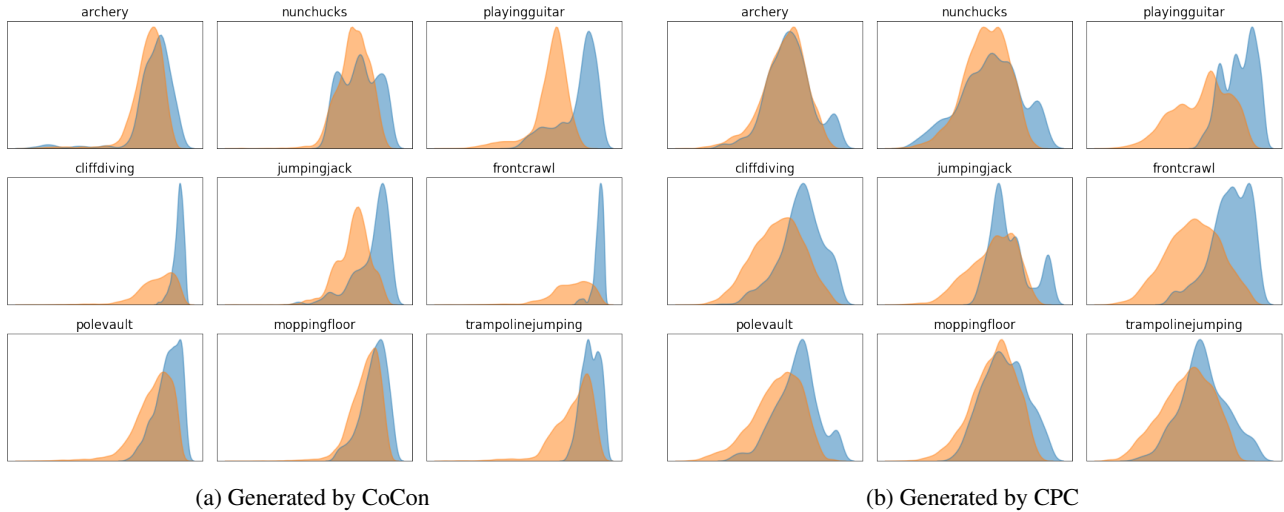 archery nunchucks playingguitar
cliffdiving jumpingjack frontcrawl
polevault moppingfloor trampolinejumping
(a) Generated by CoCon
archery nunchucks playingguitar
cliffdiving jumpingjack frontcrawl
polevault moppingfloor trampolinejumping
(b) Generated by CPC